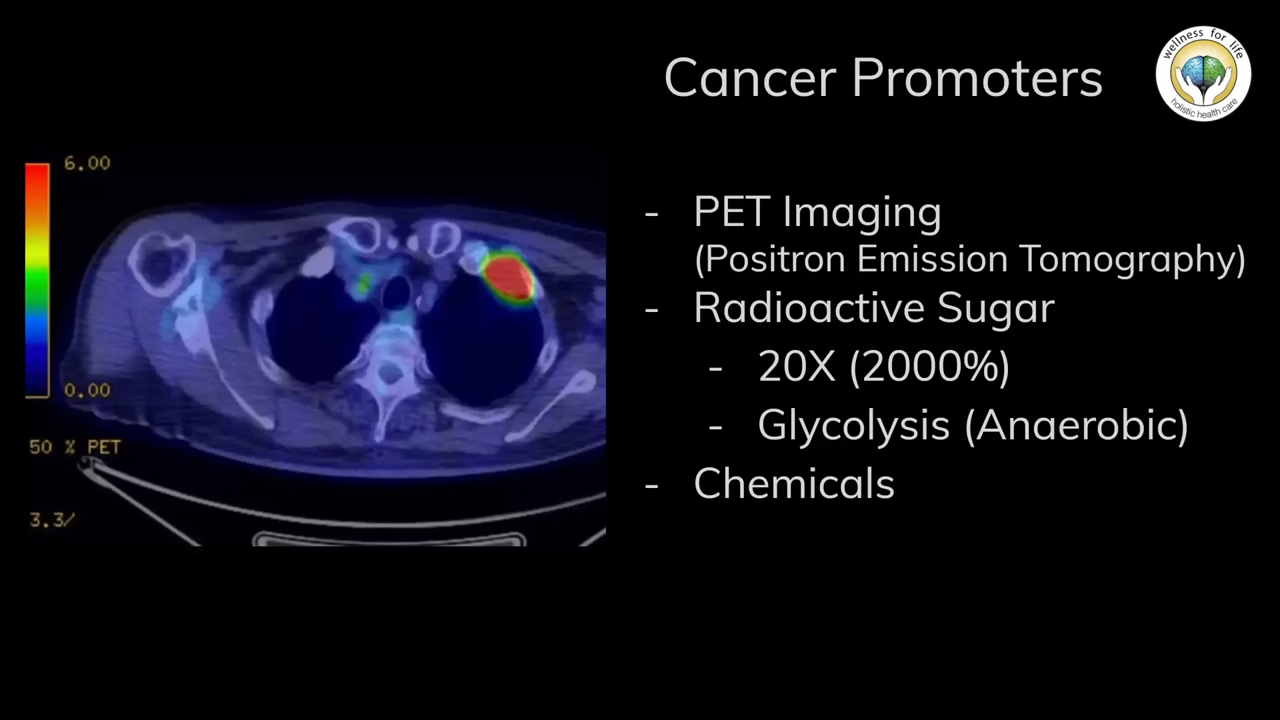 Cancer Promoters
wellness for life
holistic health care
6.00
0.00
50 % PET
3.3/
- PET Imaging
(Positron Emission Tomography)
- Radioactive Sugar
- 20X (2000%)
- Glycolysis (Anaerobic)
- Chemicals